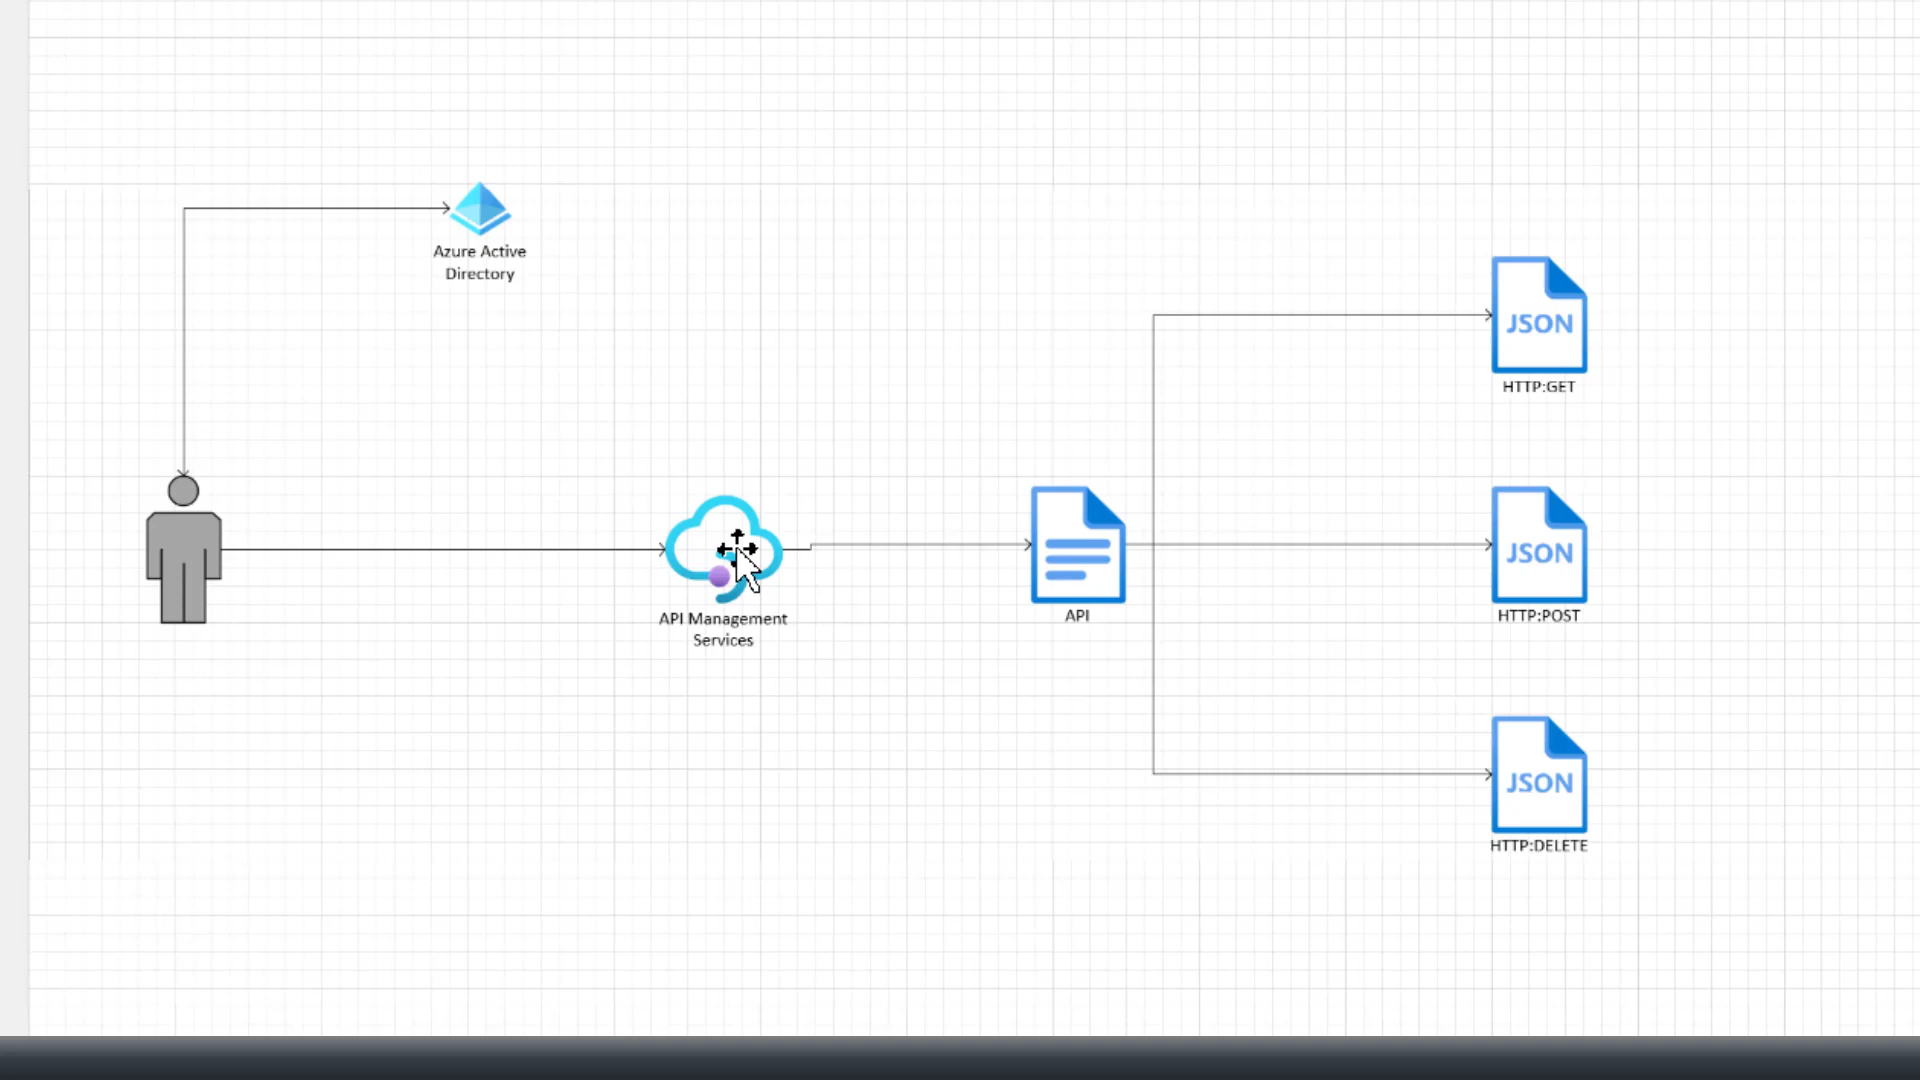 Azure Active
Directory
JSON
HTTP:GET
API Management
Services
API
JSON
HTTP:POST
JSON
HTTP:DELETE